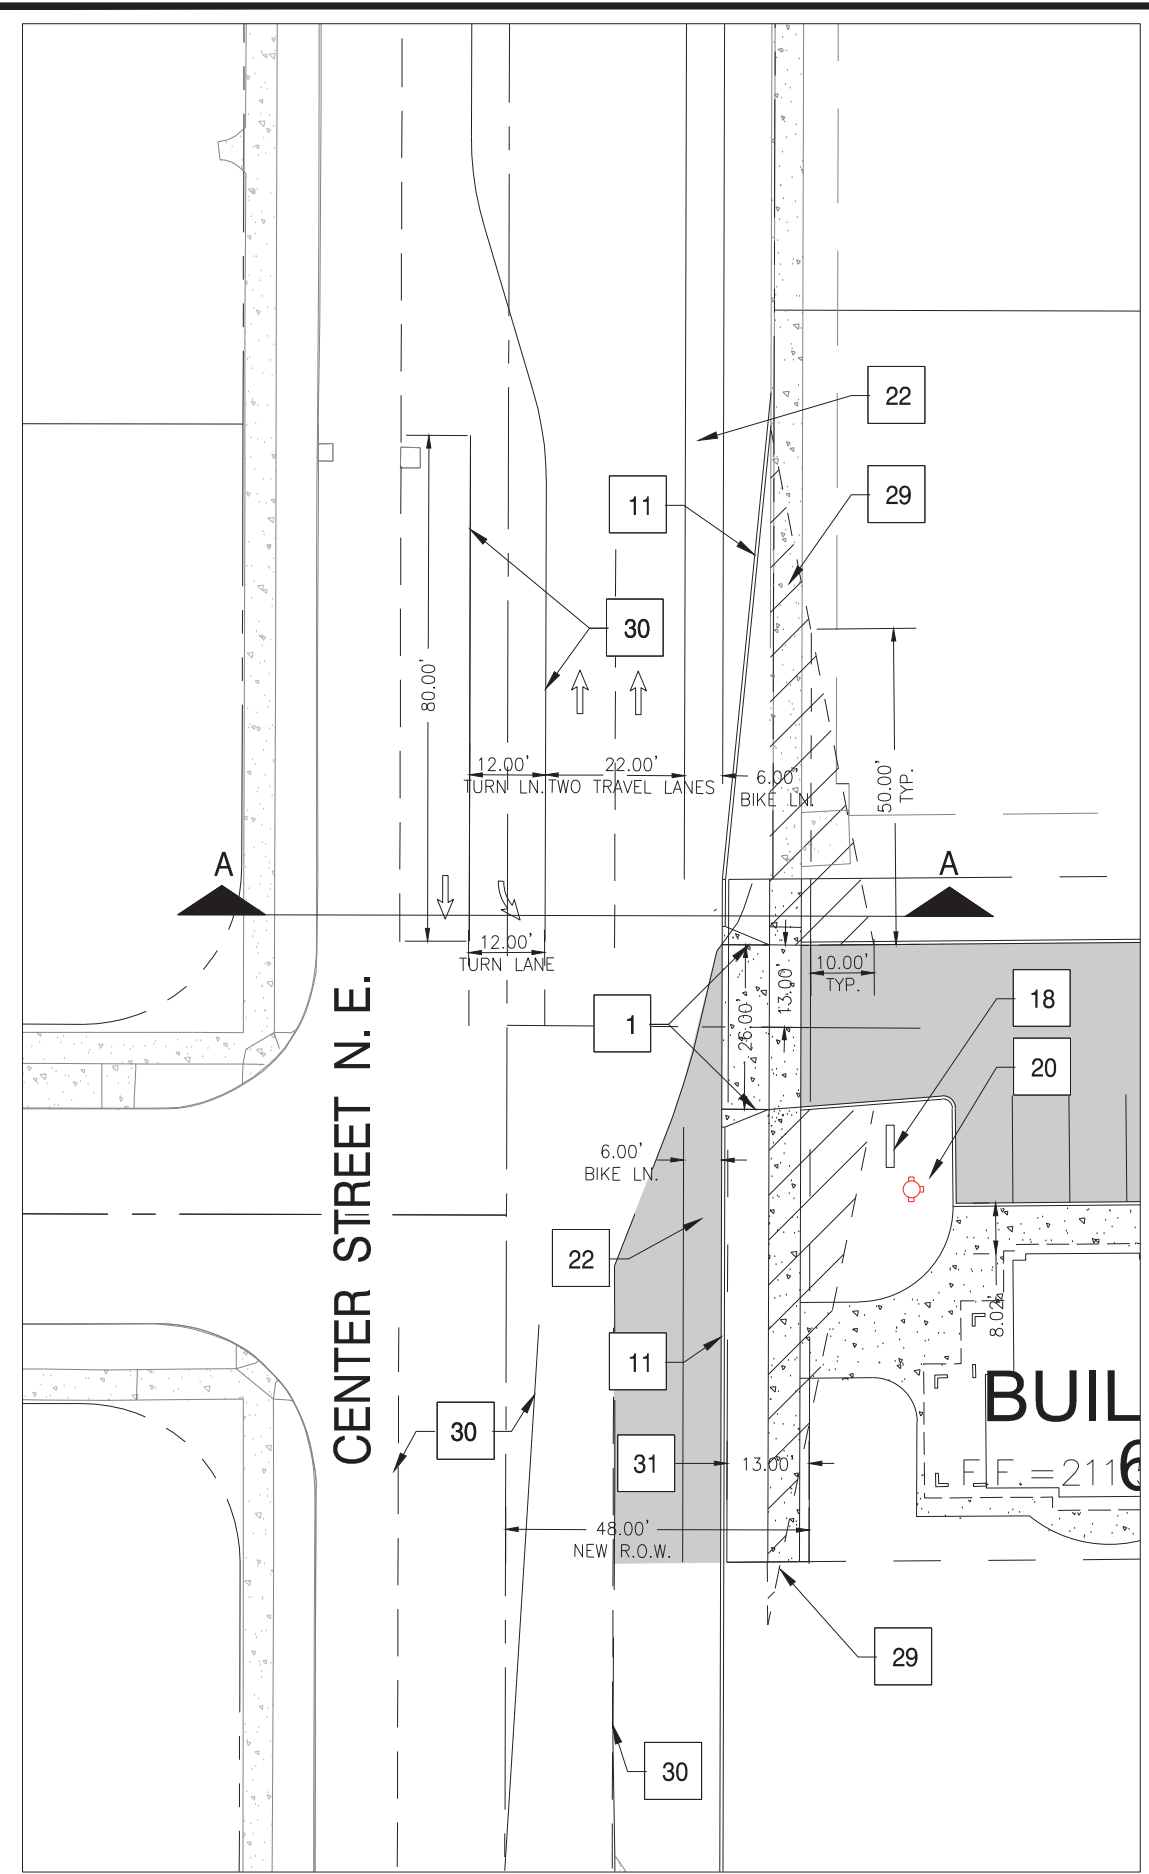 22
29
11
30
80.00'
50.00'
TYP.
12.00'
TURN LN.
22.00'
TWO TRAVEL LANES
6.00'
BIKE LN.
A
A
12.00'
TURN LANE
10.00'
TYP.
13.00'
26.00'
1
18
20
CENTER STREET N. E.
6.00'
BIKE LN.
22
8.02'
11
BUIL
6
F.F.=211
30
31
13.00'
48.00'
NEW R.O.W.
29
30